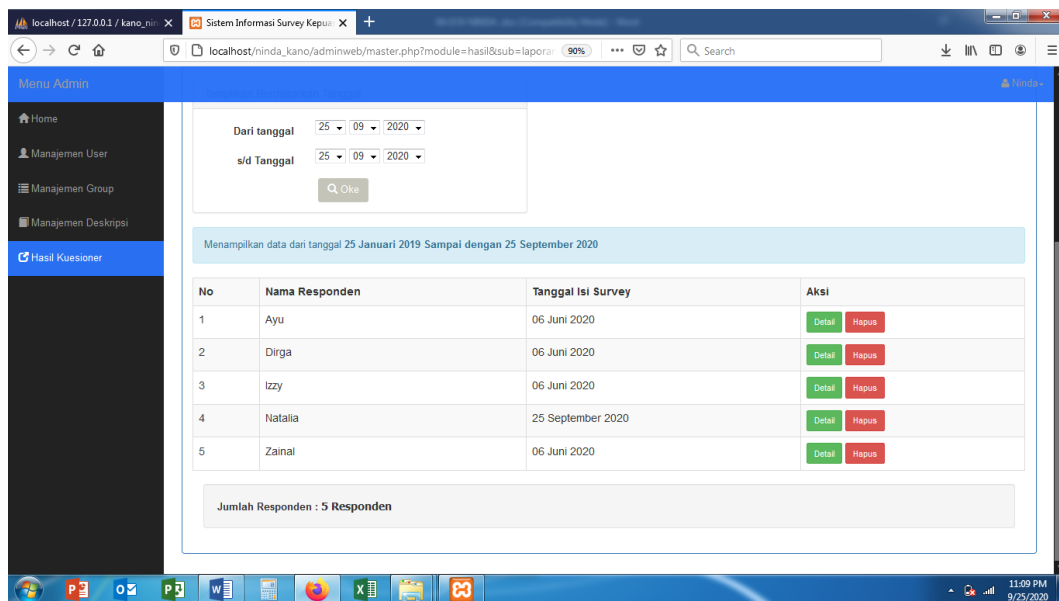 localhost / 127.0.0.1 / kano_nin
Sistem Informasi Survey Kepuas
localhost/ninda_kano/adminweb/master.php?module=hasil&sub=lapora
90%
Search
Menu Admin
Ninda
Home
Manajemen User
Manajemen Group
Manajemen Deskripsi
Hasil Kuesioner
Dari tanggal 25 09 2020
s/d Tanggal 25 09 2020
Oke
Menampilkan data dari tanggal 25 Januari 2019 Sampai dengan 25 September 2020
No Nama Responden Tanggal Isi Survey Aksi
1 Ayu 06 Juni 2020 Detail Hapus
2 Dirga 06 Juni 2020 Detail Hapus
3 Izzy 06 Juni 2020 Detail Hapus
4 Natalia 25 September 2020 Detail Hapus
5 Zainal 06 Juni 2020 Detail Hapus
Jumlah Responden : 5 Responden
11:09 PM
9/25/2020